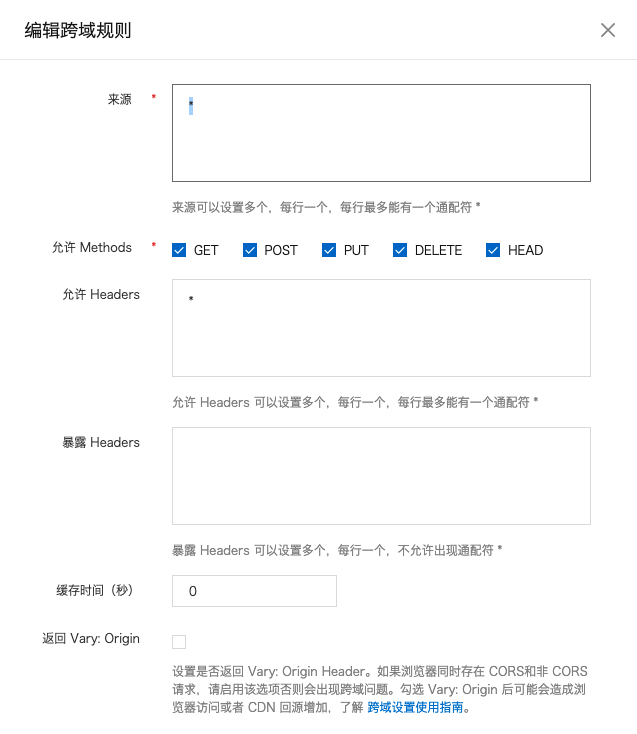 编辑跨域规则
来源 *
*
来源可以设置多个，每行一个，每行最多能有一个通配符 *
允许 Methods * GET POST PUT DELETE HEAD
允许 Headers
*
允许 Headers 可以设置多个，每行一个，每行最多能有一个通配符 *
暴露 Headers
暴露 Headers 可以设置多个，每行一个，不允许出现通配符 *
缓存时间（秒） 0
返回 Vary: Origin
设置是否返回 Vary: Origin Header。如果浏览器同时存在 CORS和非 CORS
请求，请启用该选项否则会出现跨域问题。勾选 Vary: Origin 后可能会造成浏
览器访问或者 CDN 回源增加，了解 跨域设置使用指南。